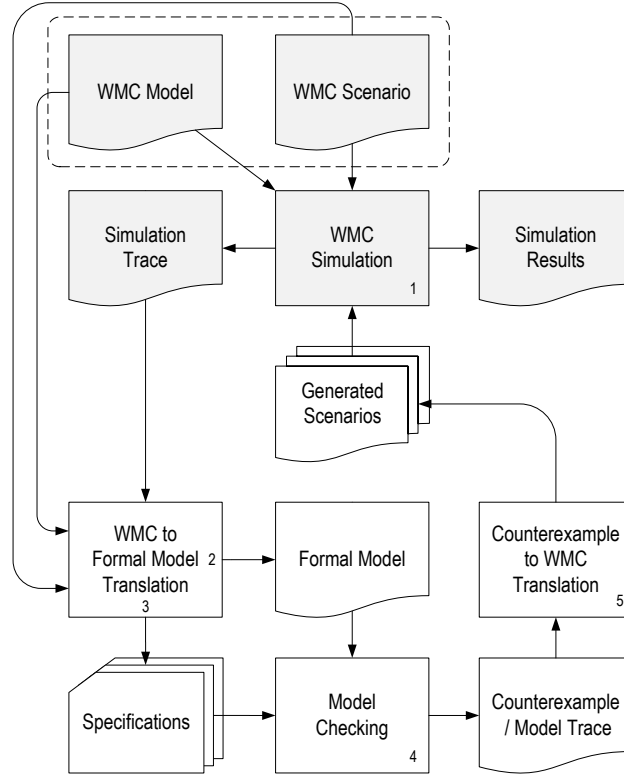 WMC Model
WMC Scenario
Simulation
Trace
WMC
Simulation
1
Simulation
Results
Generated
Scenarios
WMC to
Formal Model
Translation
2
3
Formal Model
Counterexample
to WMC
Translation
5
Specifications
Model
Checking
4
Counterexample
/ Model Trace